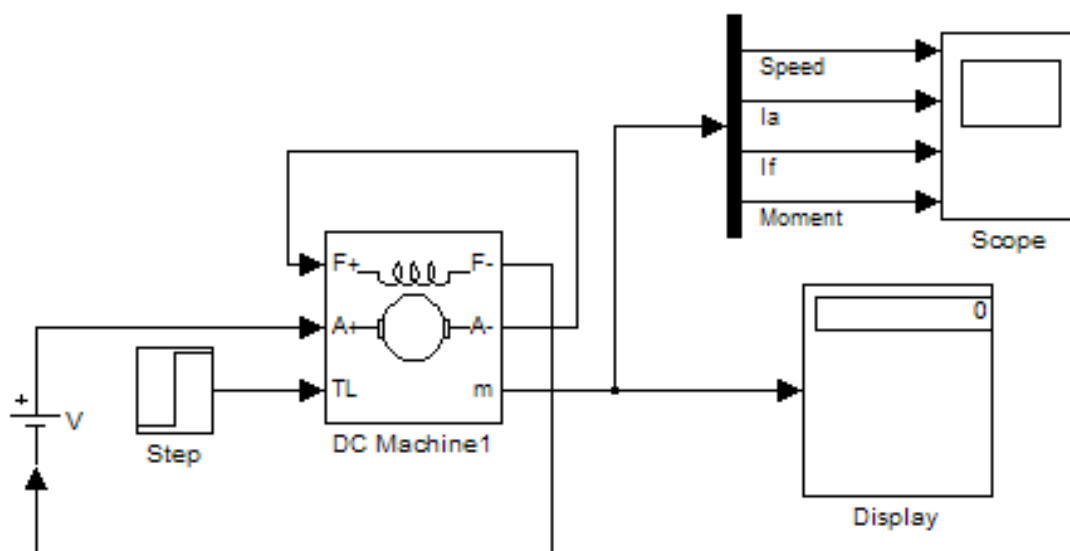 Speed
Ia
If
Moment
Scope
F+ F-
A+ A-
TL m
DC Machine1
+
V
Step
0
Display